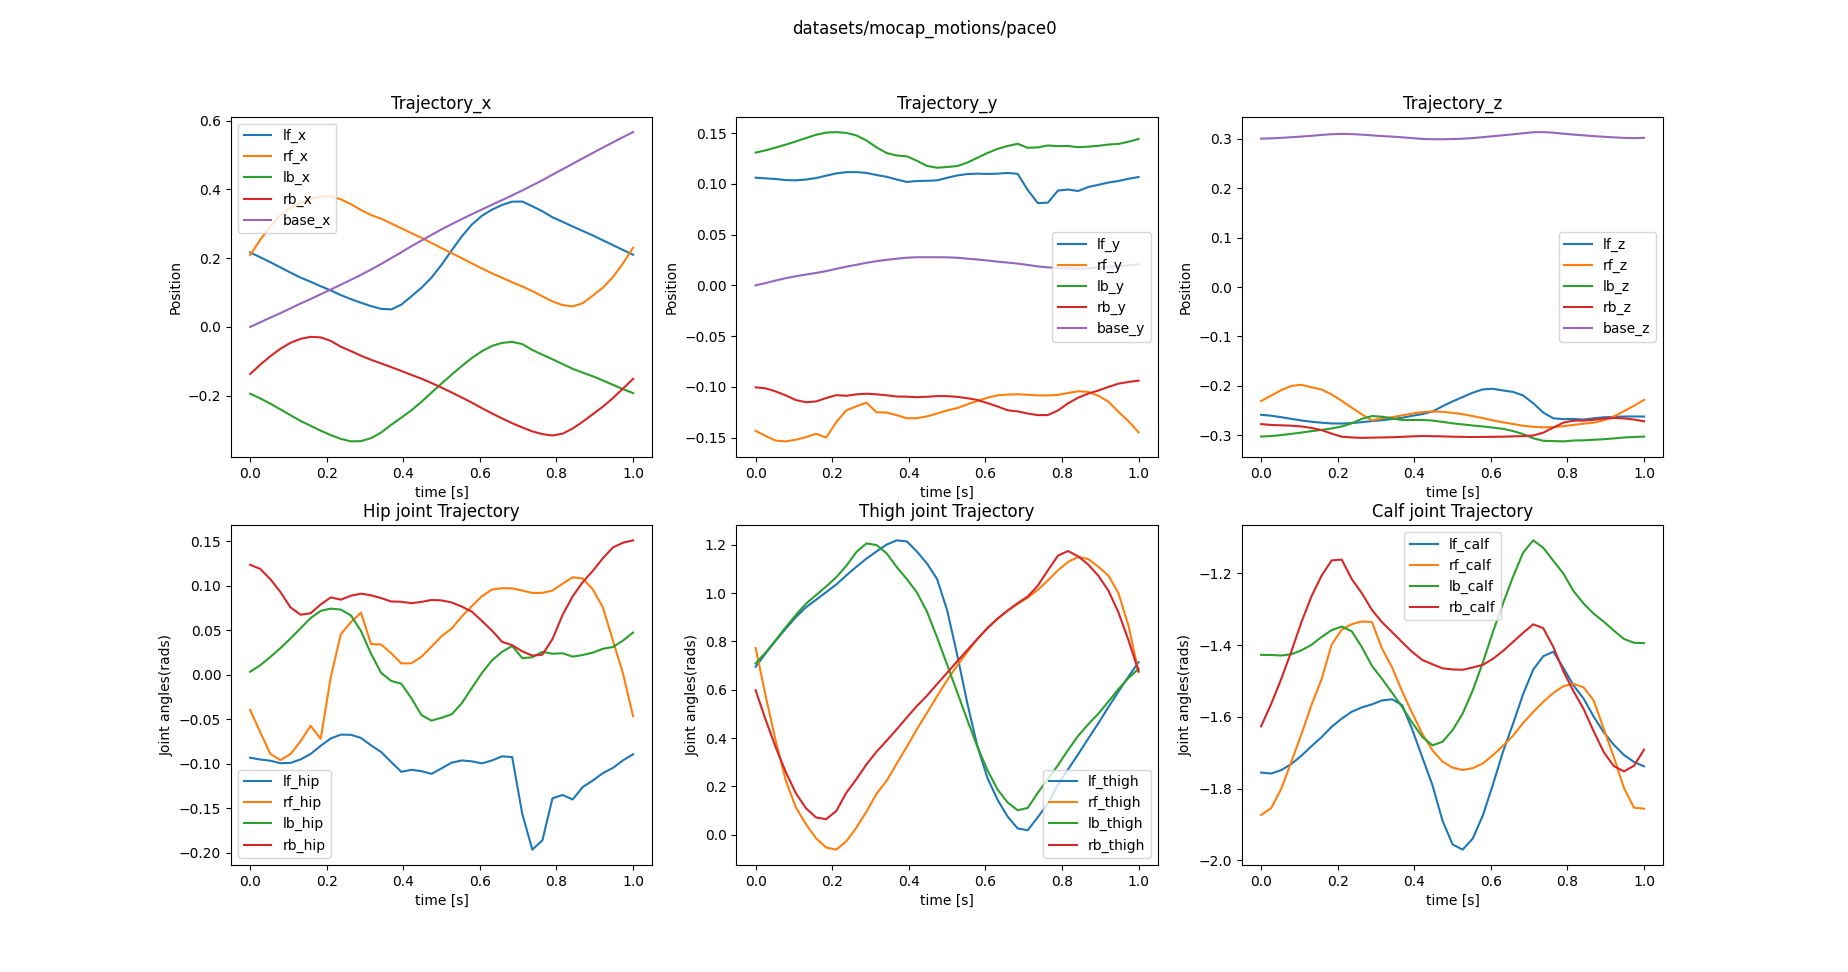 datasets/mocap_motions/pace0
Trajectory_x
Position
0.6
0.4
0.2
0.0
−0.2
lf_x
rf_x
lb_x
rb_x
base_x
0.0 0.2 0.4 0.6 0.8 1.0
time [s]
Trajectory_y
Position
0.15
0.10
0.05
0.00
−0.05
−0.10
−0.15
lf_y
rf_y
lb_y
rb_y
base_y
0.0 0.2 0.4 0.6 0.8 1.0
time [s]
Trajectory_z
Position
0.3
0.2
0.1
0.0
−0.1
−0.2
−0.3
lf_z
rf_z
lb_z
rb_z
base_z
0.0 0.2 0.4 0.6 0.8 1.0
time [s]
Hip joint Trajectory
Joint angles(rads)
0.15
0.10
0.05
0.00
−0.05
−0.10
−0.15
−0.20
lf_hip
rf_hip
lb_hip
rb_hip
0.0 0.2 0.4 0.6 0.8 1.0
time [s]
Thigh joint Trajectory
Joint angles(rads)
1.2
1.0
0.8
0.6
0.4
0.2
0.0
lf_thigh
rf_thigh
lb_thigh
rb_thigh
0.0 0.2 0.4 0.6 0.8 1.0
time [s]
Calf joint Trajectory
Joint angles(rads)
−1.2
−1.4
−1.6
−1.8
−2.0
lf_calf
rf_calf
lb_calf
rb_calf
0.0 0.2 0.4 0.6 0.8 1.0
time [s]